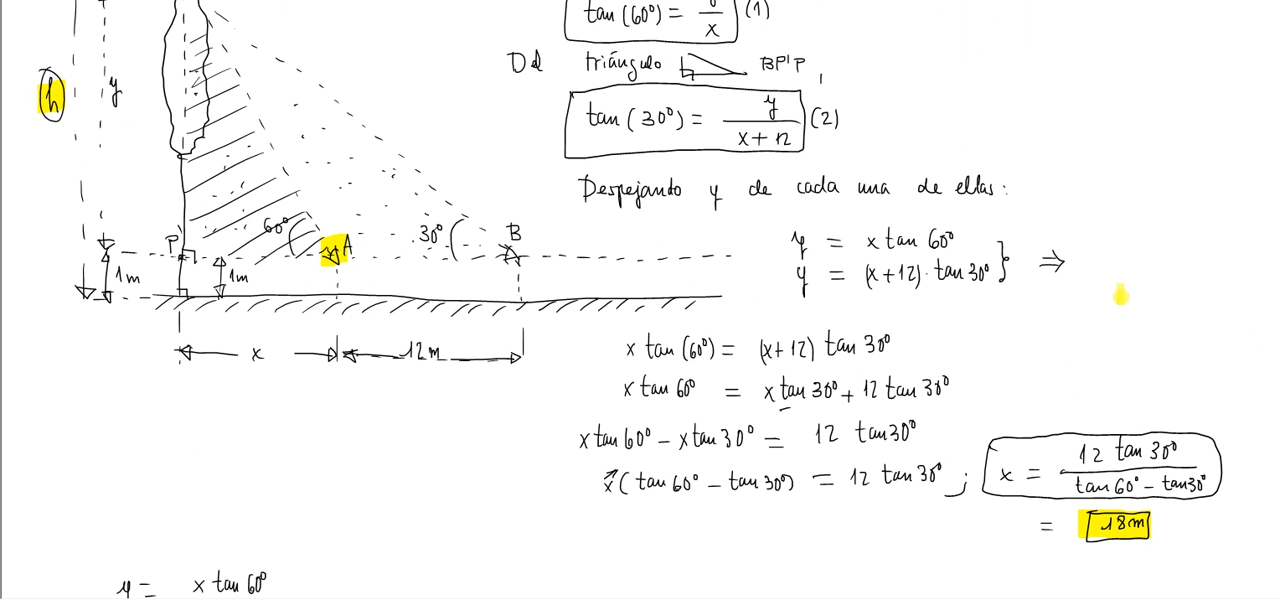 tan (60°) = y/x (1)
Del triángulo BP'P,
tan (30°) = y/(x+12) (2)
Despejando y de cada una de ellas:
y = x tan 60°
y = (x+12)·tan 30° } ⇒
x tan (60°) = (x+12) tan 30°
x tan 60° = x tan 30° + 12 tan 30°
x tan 60° - x tan 30° = 12 tan 30°
x (tan 60° - tan 30°) = 12 tan 30° ; x = 12 tan 30°/(tan 60° - tan 30°)
= 18m
y = x tan 60°
h
y
60°
A
30°
B
P
1m
1m
x
12m